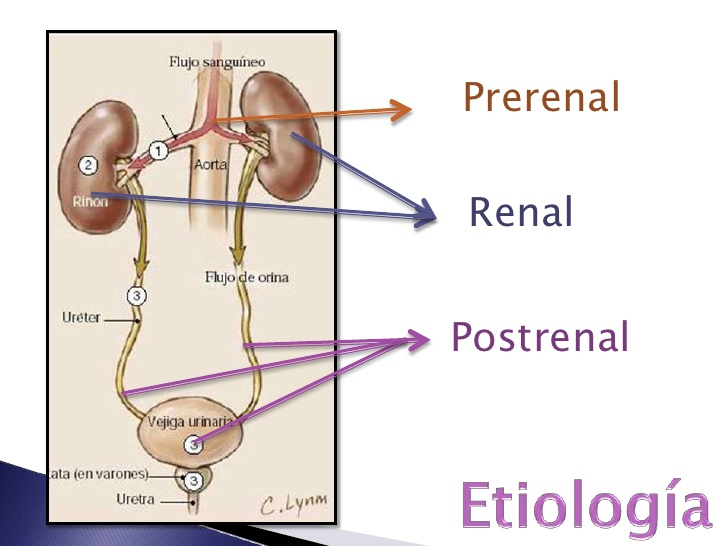 Flujo sanguíneo
Prerenal
1
2
Aorta
Riñón
Renal
Flujo de orina
3
Uréter
Postrenal
Vejiga urinaria
3
ata (en varones)
3
Uretra
C. Lynm
Etiología